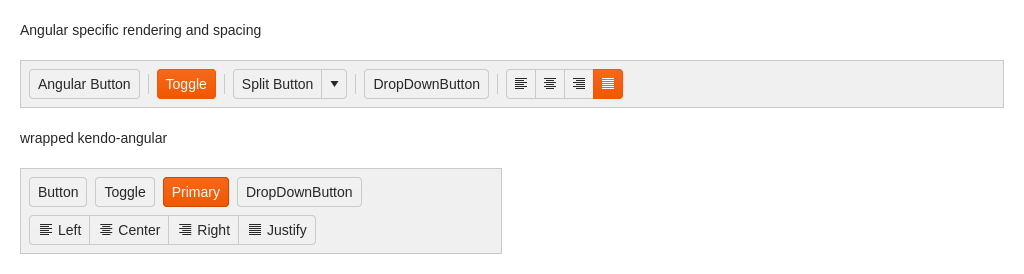 Angular specific rendering and spacing
Angular Button Toggle Split Button DropDownButton
wrapped kendo-angular
Button Toggle Primary DropDownButton
Left Center Right Justify